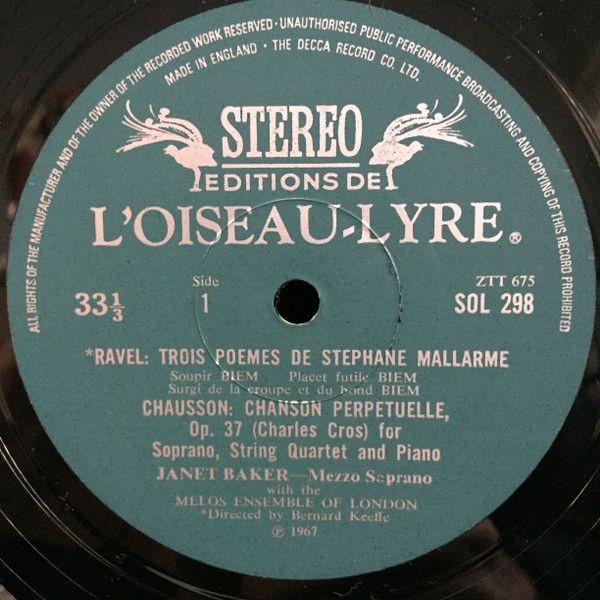 ALL RIGHTS OF THE MANUFACTURER AND OF THE OWNER OF THE RECORDED WORK RESERVED · UNAUTHORISED PUBLIC PERFORMANCE BROADCASTING AND COPYING OF THIS RECORD PROHIBITED
MADE IN ENGLAND · THE DECCA RECORD CO. LTD.
STEREO
EDITIONS DE
L'OISEAU-LYRE ®
33⅓
Side
1
ZTT 675
SOL 298
*RAVEL: TROIS POEMES DE STEPHANE MALLARME
Soupir BIEM Placet futile BIEM
Surgi de la croupe et du bond BIEM
CHAUSSON: CHANSON PERPETUELLE,
Op. 37 (Charles Cros) for
Soprano, String Quartet and Piano
JANET BAKER—Mezzo Soprano
with the
MELOS ENSEMBLE OF LONDON
*Directed by Bernard Keeffe
℗ 1967